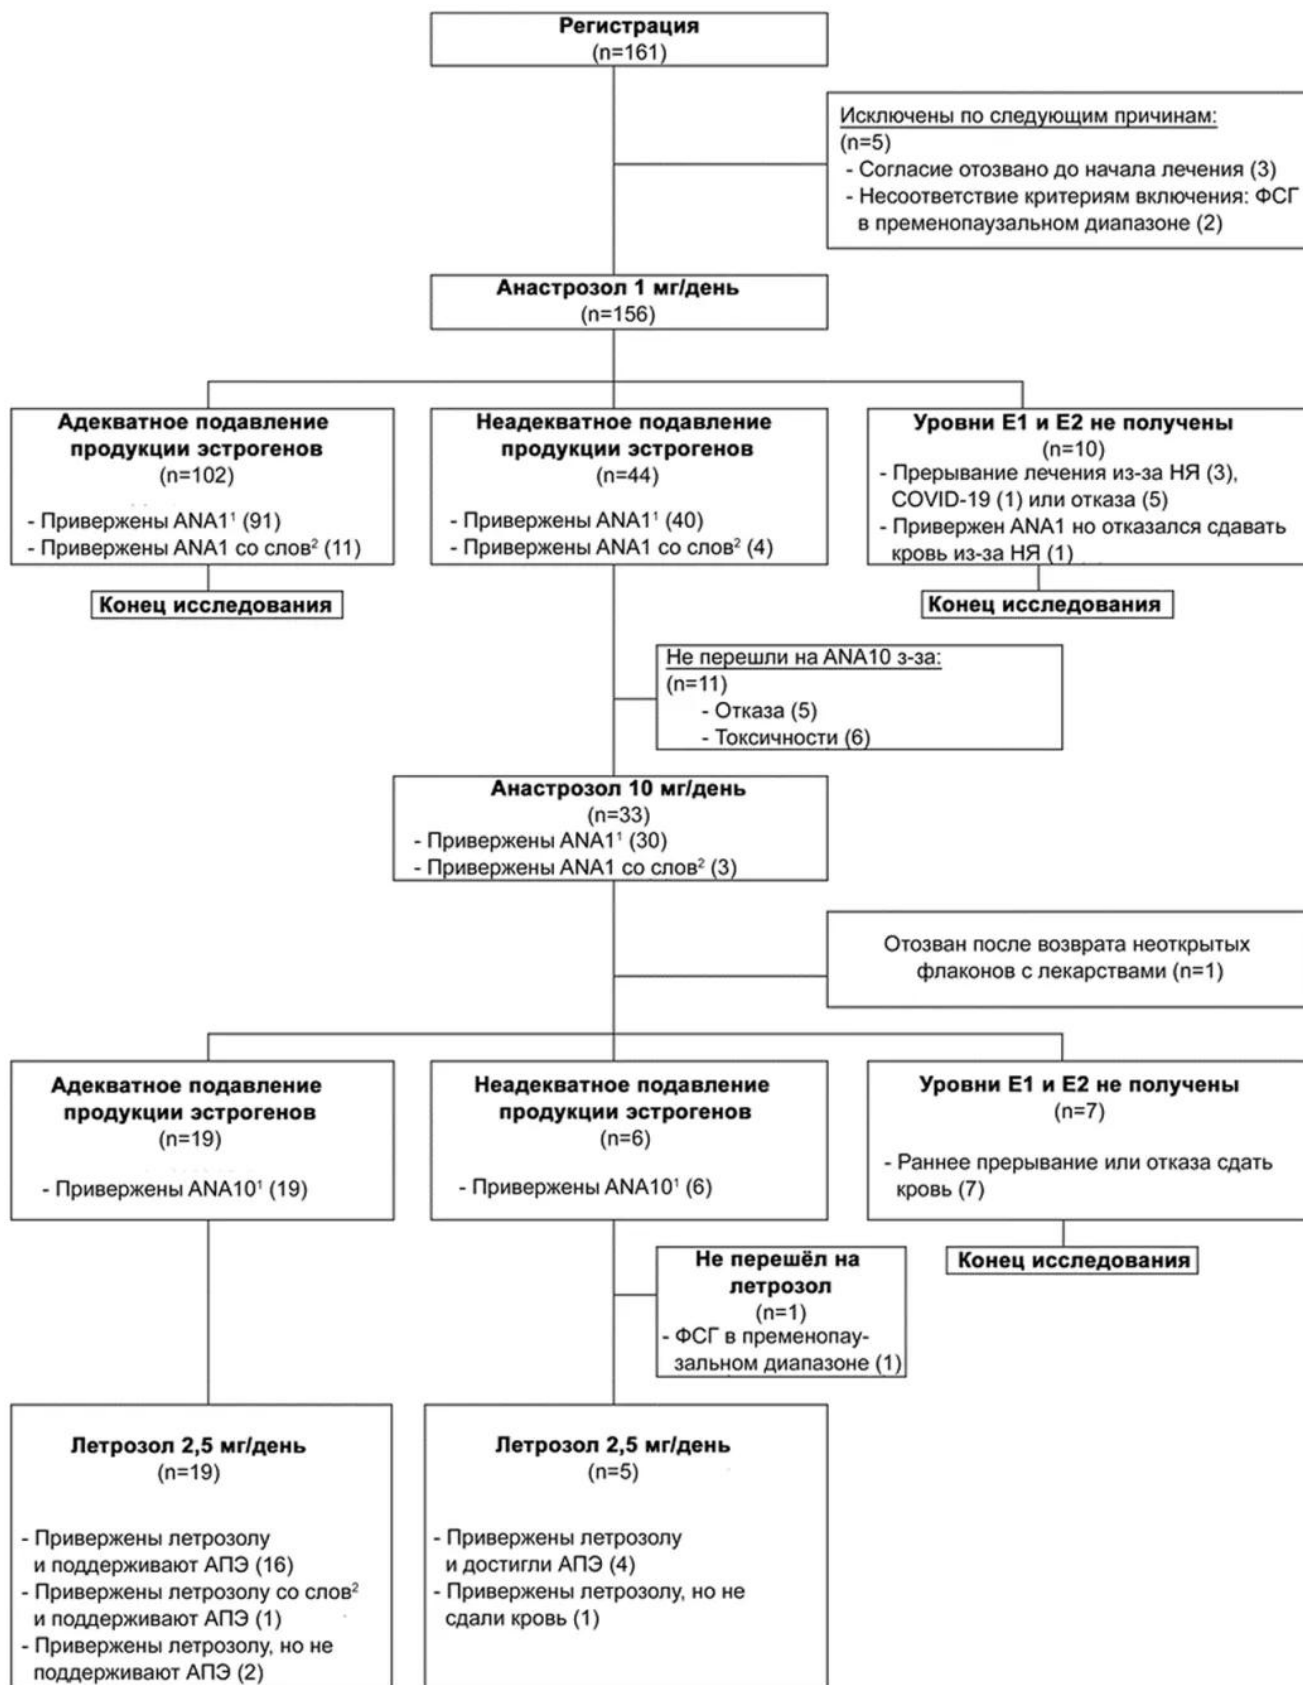 Регистрация
(n=161)
Исключены по следующим причинам:
(n=5)
- Согласие отозвано до начала лечения (3)
- Несоответствие критериям включения: ФСГ
в пременопаузальном диапазоне (2)
Анастрозол 1 мг/день
(n=156)
Адекватное подавление
продукции эстрогенов
(n=102)
- Привержены ANA1¹ (91)
- Привержены ANA1 со слов² (11)
Конец исследования
Неадекватное подавление
продукции эстрогенов
(n=44)
- Привержены ANA1¹ (40)
- Привержены ANA1 со слов² (4)
Уровни E1 и E2 не получены
(n=10)
- Прерывание лечения из-за НЯ (3),
COVID-19 (1) или отказа (5)
- Привержен ANA1 но отказался сдавать
кровь из-за НЯ (1)
Конец исследования
Не перешли на ANA10 з-за:
(n=11)
- Отказа (5)
- Токсичности (6)
Анастрозол 10 мг/день
(n=33)
- Привержены ANA1¹ (30)
- Привержены ANA1 со слов² (3)
Отозван после возврата неоткрытых
флаконов с лекарствами (n=1)
Адекватное подавление
продукции эстрогенов
(n=19)
- Привержены ANA10¹ (19)
Неадекватное подавление
продукции эстрогенов
(n=6)
- Привержены ANA10¹ (6)
Уровни E1 и E2 не получены
(n=7)
- Раннее прерывание или отказа сдать
кровь (7)
Конец исследования
Не перешёл на
летрозол
(n=1)
- ФСГ в пременопау-
зальном диапазоне (1)
Летрозол 2,5 мг/день
(n=19)
- Привержены летрозолу
и поддерживают АПЭ (16)
- Привержены летрозолу со слов²
и поддерживают АПЭ (1)
- Привержены летрозолу, но не
поддерживают АПЭ (2)
Летрозол 2,5 мг/день
(n=5)
- Привержены летрозолу
и достигли АПЭ (4)
- Привержены летрозолу, но не
сдали кровь (1)